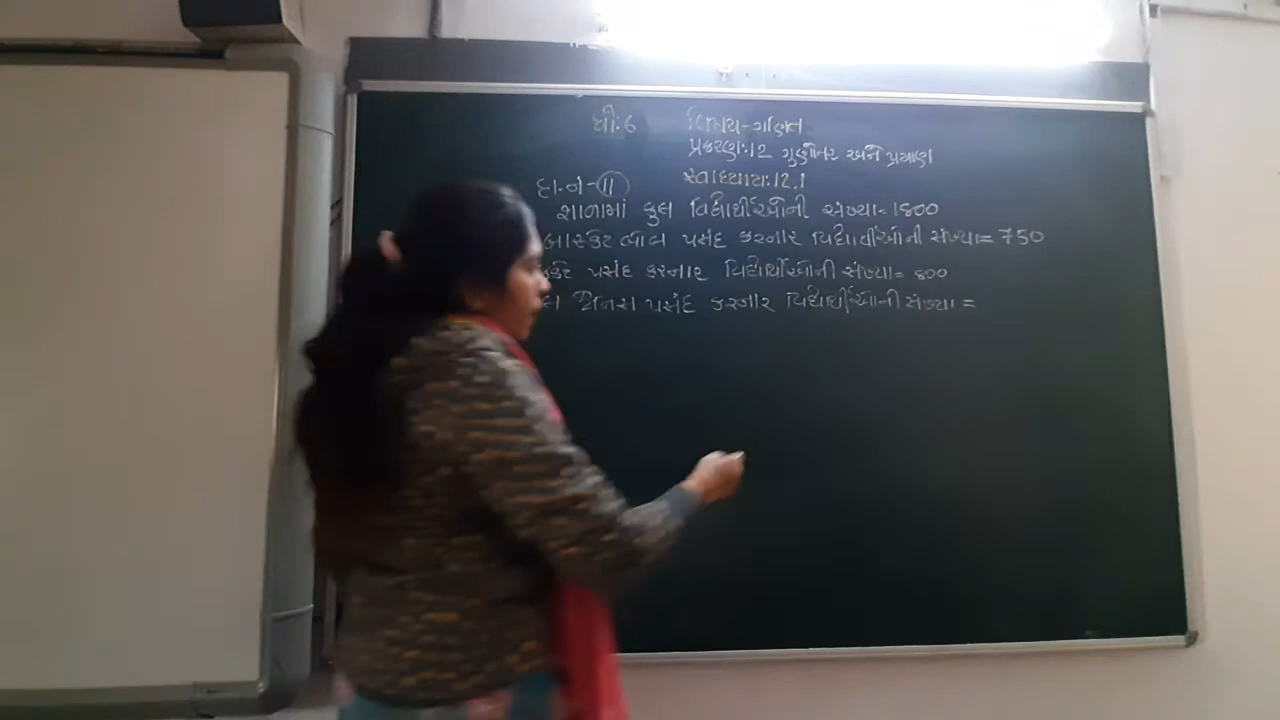 ધો:6 વિષય-ગણિત
પ્રકરણ:12 ગુણોત્તર અને પ્રમાણ
દા.નં-11 સ્વાધ્યાય:12.1
શાળામાં કુલ વિદ્યાર્થીઓની સંખ્યા=1800
બાસ્કેટ બોલ પસંદ કરનાર વિદ્યાર્થીઓની સંખ્યા=750
પસંદ કરનાર વિદ્યાર્થીઓની સંખ્યા= 800
ટેનિસ પસંદ કરનાર વિદ્યાર્થીઓની સંખ્યા =